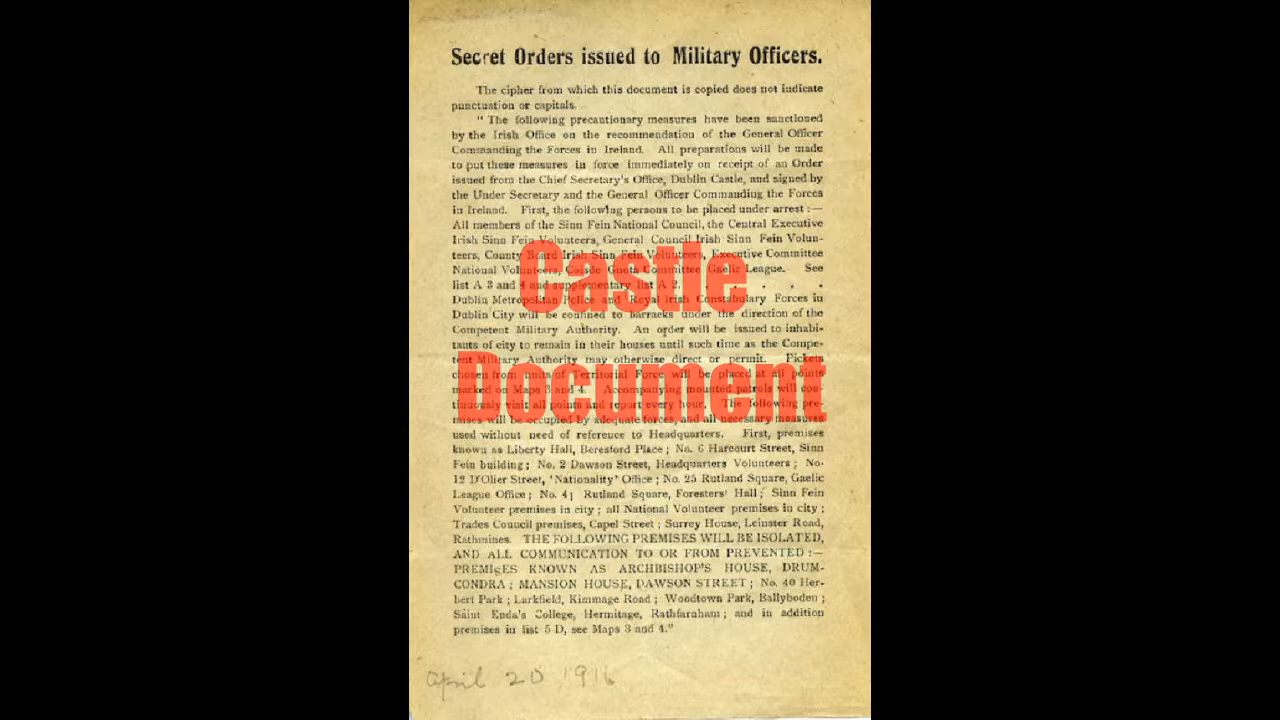 Secret Orders issued to Military Officers.
The cipher from which this document is copied does not indicate
punctuation or capitals.
" The following precautionary measures have been sanctioned
by the Irish Office on the recommendation of the General Officer
Commanding the Forces in Ireland. All preparations will be made
to put these measures in force immediately on receipt of an Order
issued from the Chief Secretary's Office, Dublin Castle, and signed by
the Under Secretary and the General Officer Commanding the Forces
in Ireland. First, the following persons to be placed under arrest :—
All members of the Sinn Fein National Council, the Central Executive
Irish Sinn Fein Volunteers, General Council Irish Sinn Fein Volun-
teers, County Board Irish Sinn Fein Volunteers, Executive Committee
National Volunteers, Coisde Gnota Committee Gaelic League. See
list A 3 and 4 and supplementary list A 2. . . . .
Dublin Metropolitan Police and Royal Irish Constabulary Forces in
Dublin City will be confined to barracks under the direction of the
Competent Military Authority. An order will be issued to inhabi-
tants of city to remain in their houses until such time as the Compe-
tent Military Authority may otherwise direct or permit. Pickets
chosen from units of Territorial Force will be placed at all points
marked on Maps 3 and 4. Accompanying mounted patrols will con-
tinuously visit all points and report every hour. The following pre-
mises will be occupied by adequate forces, and all necessary measures
used without need of reference to Headquarters. First, premises
known as Liberty Hall, Beresford Place ; No. 6 Harcourt Street, Sinn
Fein building ; No. 2 Dawson Street, Headquarters Volunteers ; No.
12 D'Olier Street, 'Nationality' Office ; No. 25 Rutland Square, Gaelic
League Office ; No. 41 Rutland Square, Foresters' Hall ; Sinn Fein
Volunteer premises in city ; all National Volunteer premises in city ;
Trades Council premises, Capel Street ; Surrey House, Leinster Road,
Rathmines. THE FOLLOWING PREMISES WILL BE ISOLATED,
AND ALL COMMUNICATION TO OR FROM PREVENTED :—
PREMISES KNOWN AS ARCHBISHOP'S HOUSE, DRUM-
CONDRA ; MANSION HOUSE, DAWSON STREET ; No. 40 Her-
bert Park ; Larkfield, Kimmage Road ; Woodtown Park, Ballyboden ;
Saint Enda's College, Hermitage, Rathfarnham ; and in addition
premises in list 5 D, see Maps 3 and 4."
April 20 1916
Castle
Document